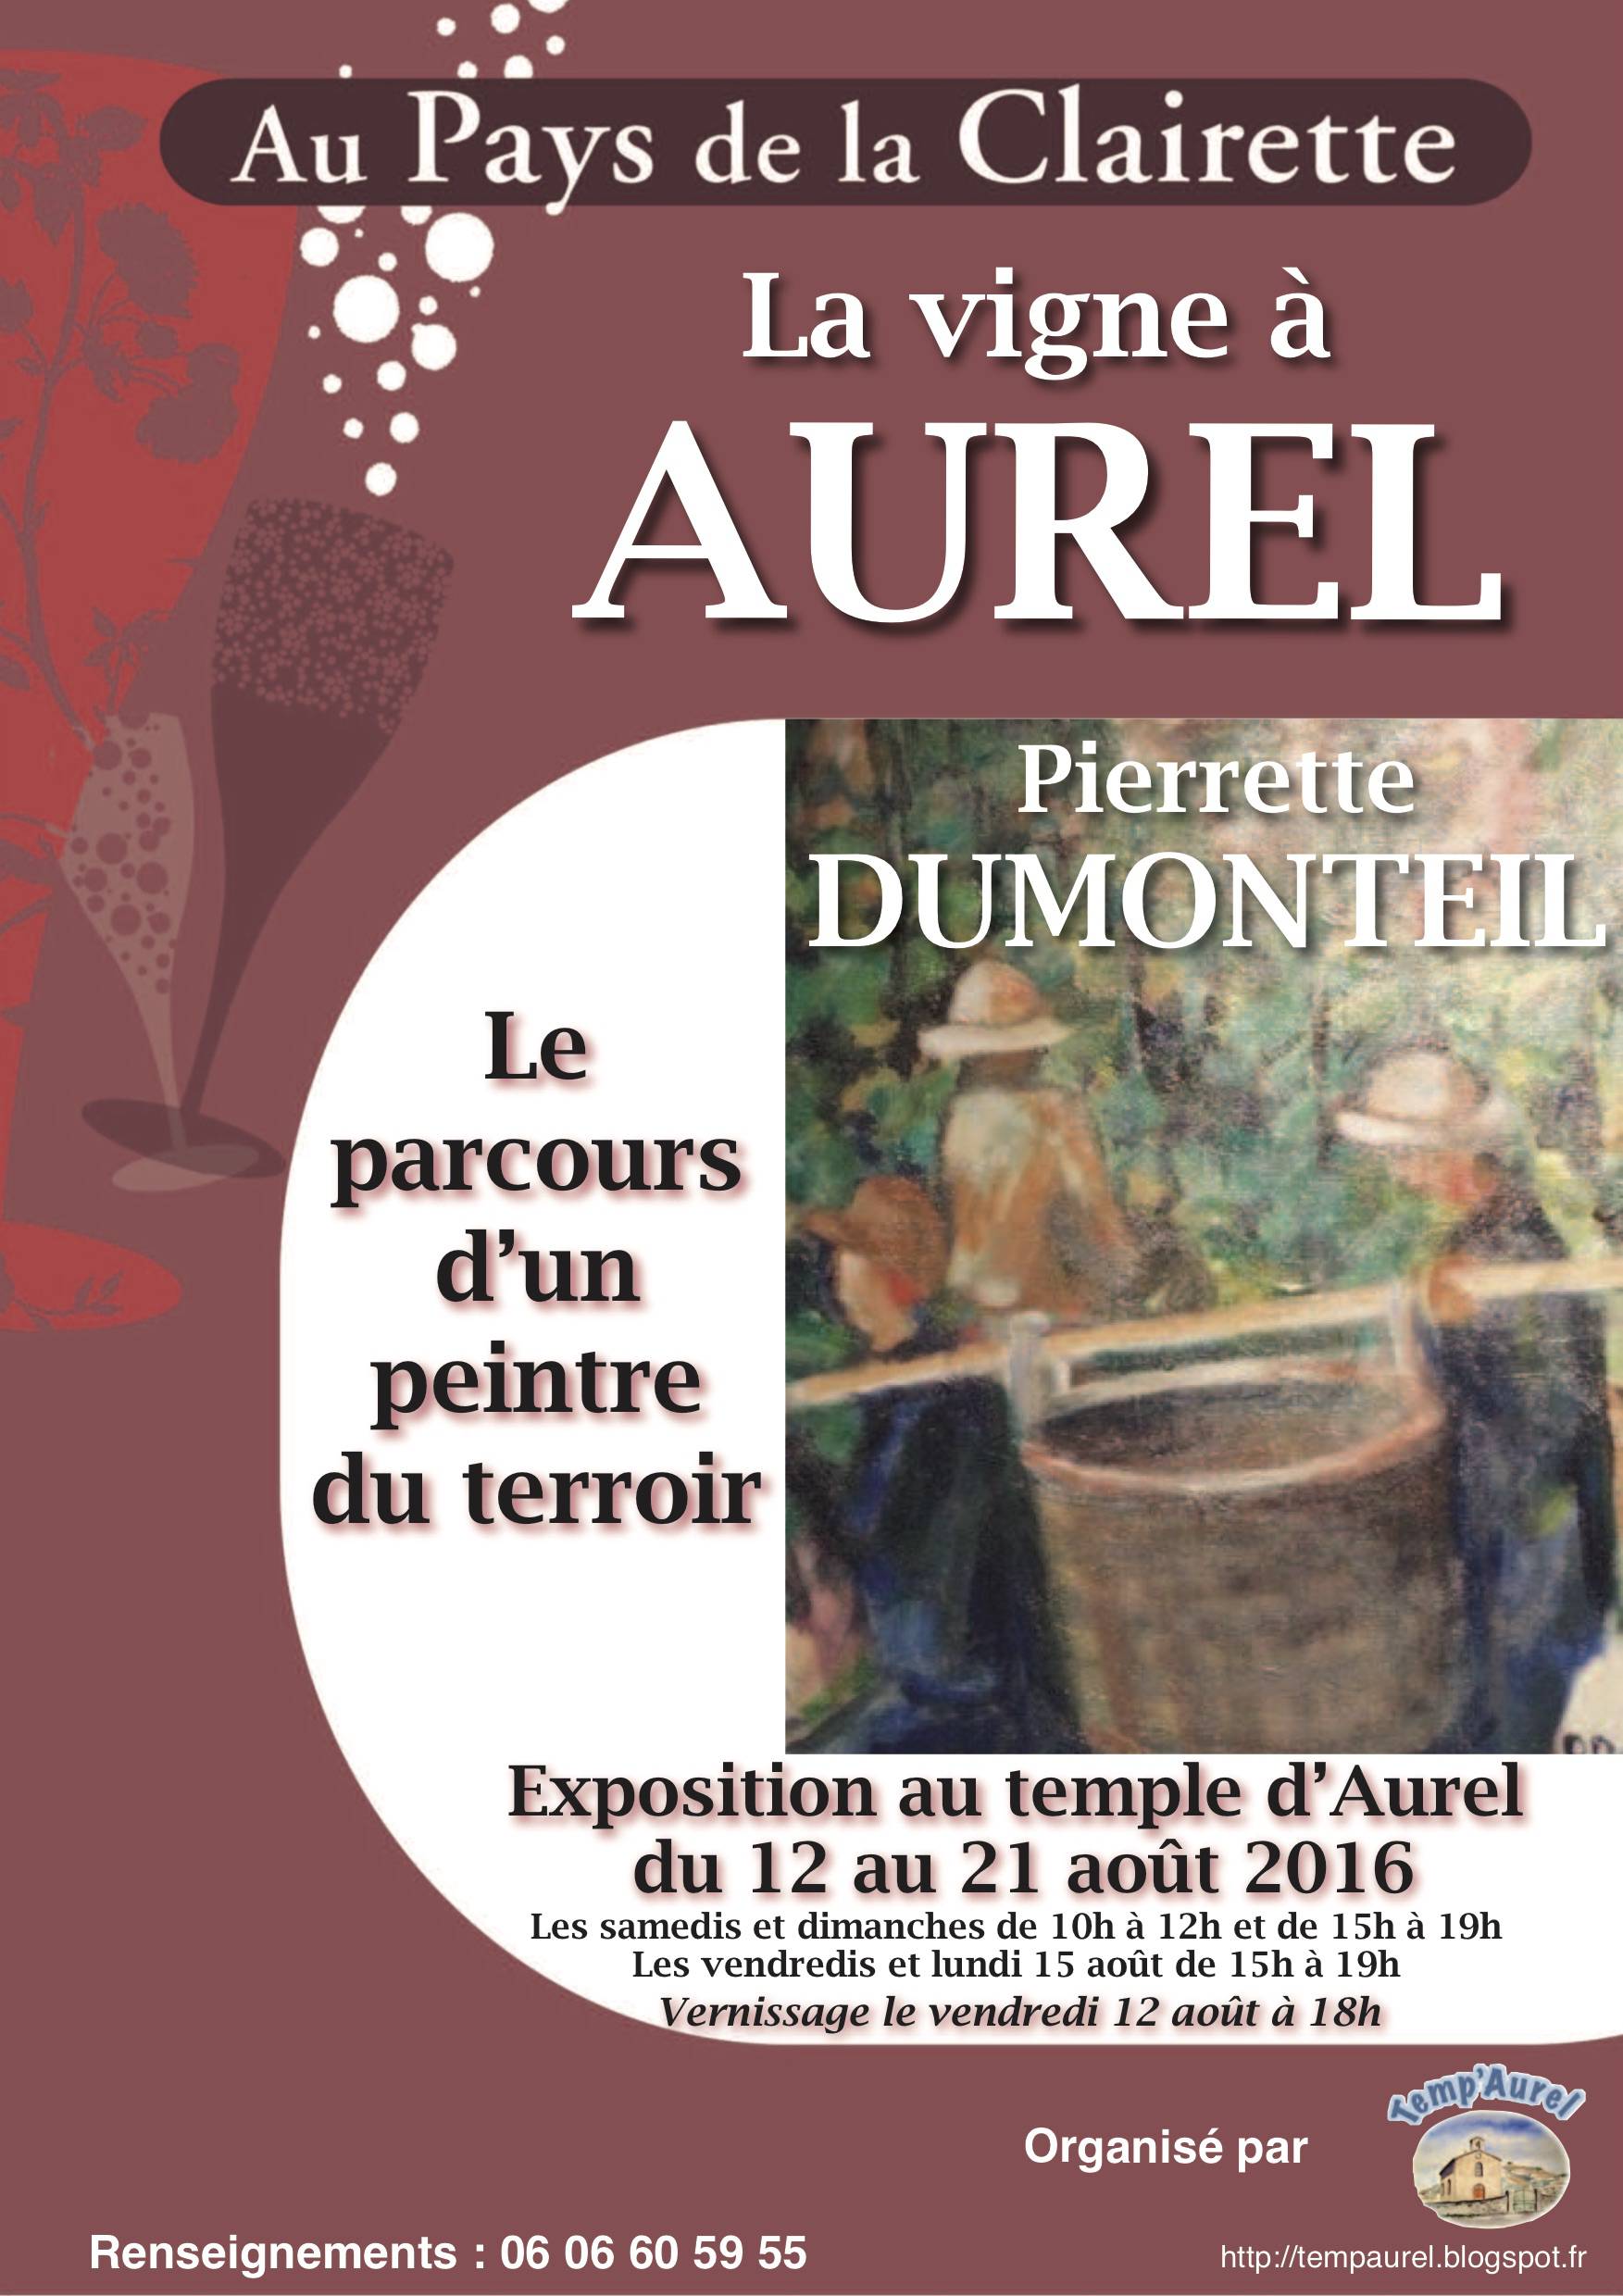 Au Pays de la Clairette
La vigne à
AUREL
Pierrette
DUMONTEIL
Le
parcours
d'un
peintre
du terroir
Exposition au temple d'Aurel
du 12 au 21 août 2016
Les samedis et dimanches de 10h à 12h et de 15h à 19h
Les vendredis et lundi 15 août de 15h à 19h
Vernissage le vendredi 12 août à 18h
Temp'Aurel
Organisé par
Renseignements : 06 06 60 59 55
http://tempaurel.blogspot.fr